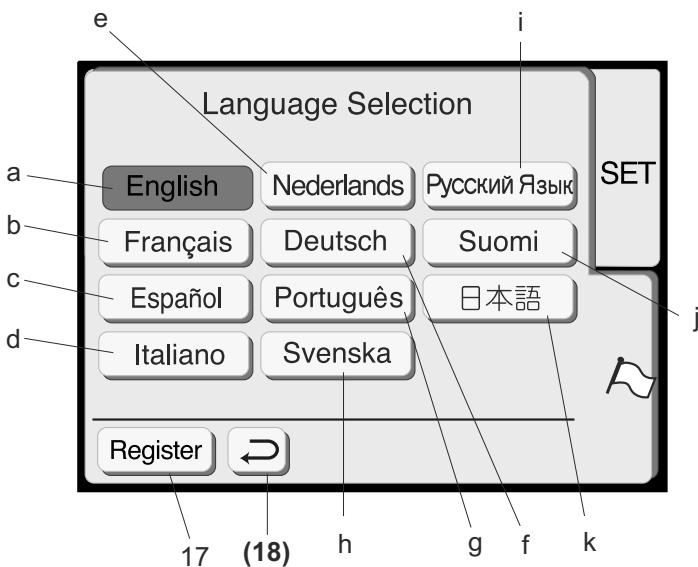 e
i
Language Selection
SET
a
English
Nederlands
Русский Язык
b
Français
Deutsch
Suomi
c
Español
Português
日本語
j
d
Italiano
Svenska
Register
17
(18)
h
g
f
k